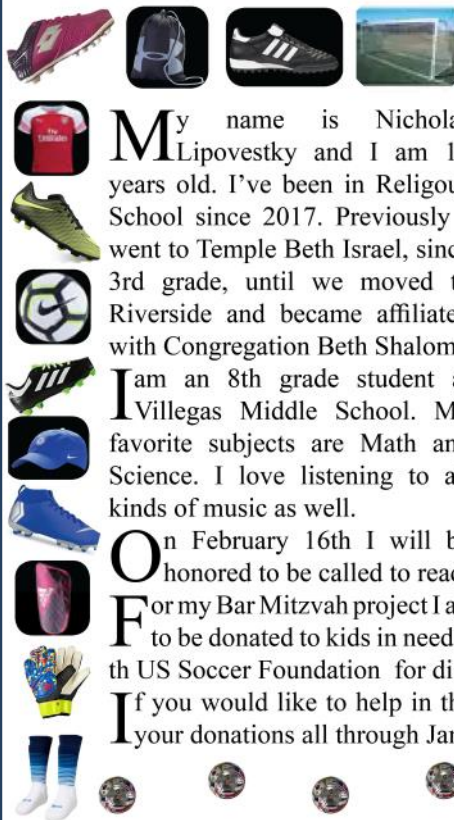 Fly
Emirates
My name is Nichola
Lipovestky and I am 1
years old. I've been in Religou
School since 2017. Previously
went to Temple Beth Israel, sinc
3rd grade, until we moved t
Riverside and became affiliate
with Congregation Beth Shalom
I am an 8th grade student a
Villegas Middle School. M
favorite subjects are Math an
Science. I love listening to a
kinds of music as well.
On February 16th I will b
honored to be called to read
For my Bar Mitzvah project I a
to be donated to kids in need
th US Soccer Foundation for di
If you would like to help in th
your donations all through Jan